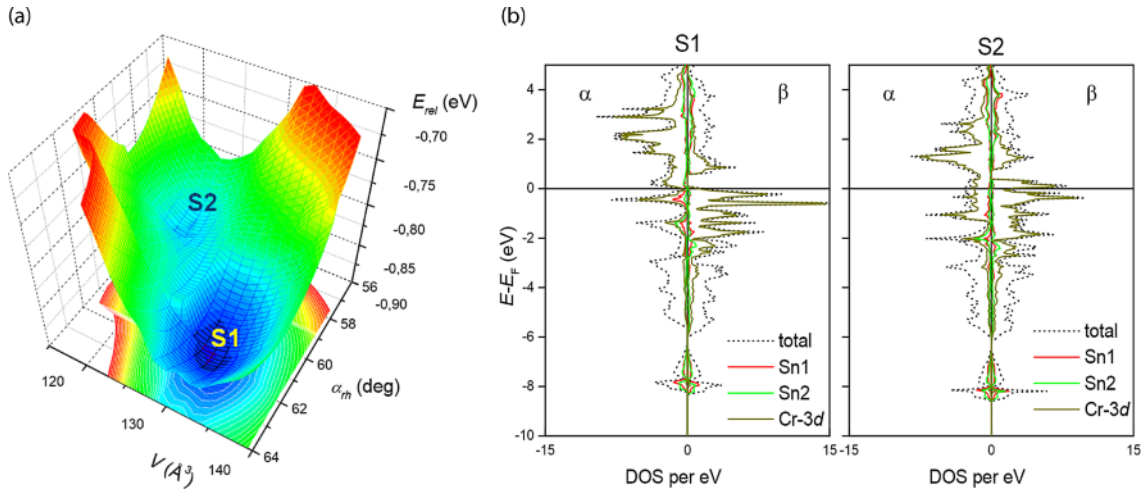 (a)
E_rel (eV)
-0,70
-0,75
-0,80
-0,85
-0,90
S2
S1
56
58
60
62
64
α_rh (deg)
120
130
140
V (Å³)
(b)
S1
S2
α
β
α
β
4
2
0
-2
-4
-6
-8
-10
E-E_F (eV)
total
Sn1
Sn2
Cr-3d
total
Sn1
Sn2
Cr-3d
-15
0
15
-15
0
15
DOS per eV
DOS per eV